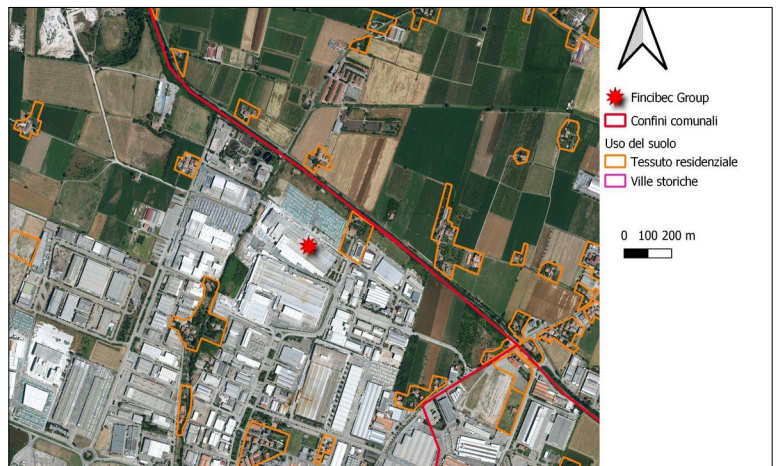 Fincibec Group
Confini comunali
Uso del suolo
Tessuto residenziale
Ville storiche
0 100 200 m